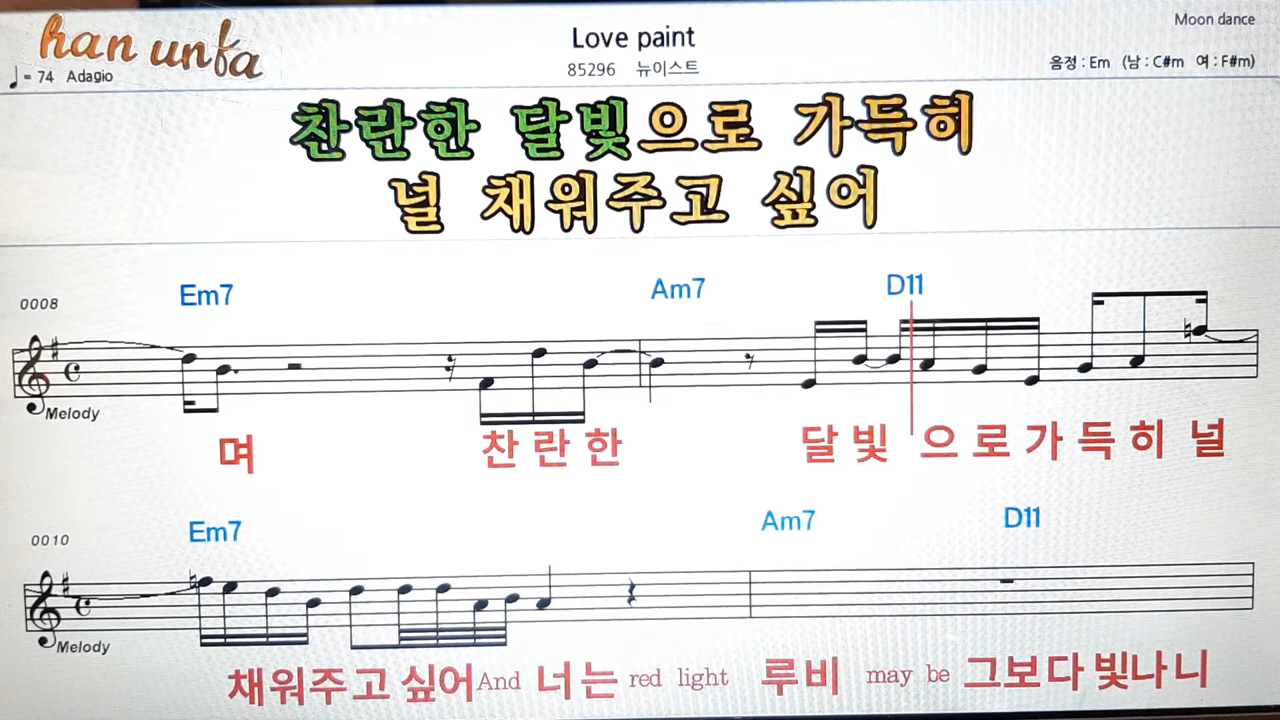 han unfa
Love paint
Moon dance
♩= 74 Adagio
85296 뉴이스트
음정 : Em (남 : C#m 여 : F#m)
찬란한 달빛으로 가득히
널 채워주고 싶어
0008
Em7 Am7 D11
Melody
며 찬 란 한 달 빛 으 로 가 득 히 널
0010
Em7 Am7 D11
Melody
채워주고 싶어 And 너 는 red light 루비 may be 그보다 빛나니